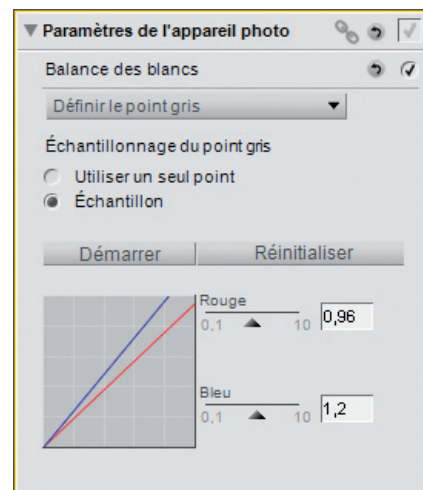 Paramètres de l'appareil photo
Balance des blancs
Définir le point gris
Échantillonnage du point gris
Utiliser un seul point
Échantillon
Démarrer
Réinitialiser
Rouge
0,1
10
0,96
Bleu
0,1
10
1,2